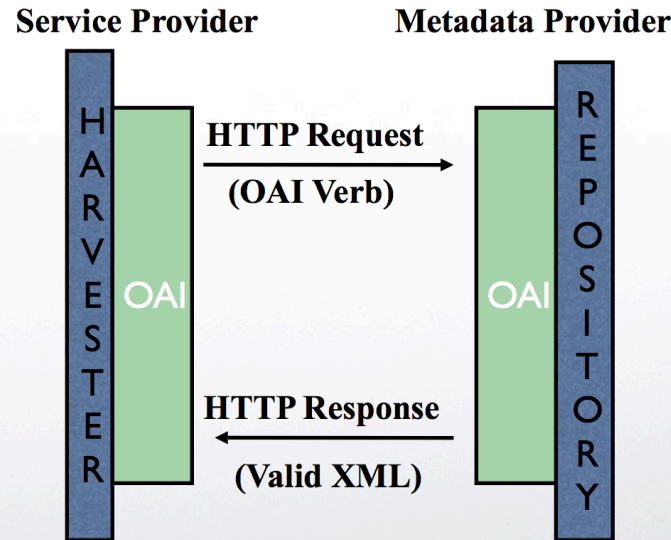 Service Provider
Metadata Provider
HARVESTER
OAI
HTTP Request
(OAI Verb)
HTTP Response
(Valid XML)
OAI
REPOSITORY